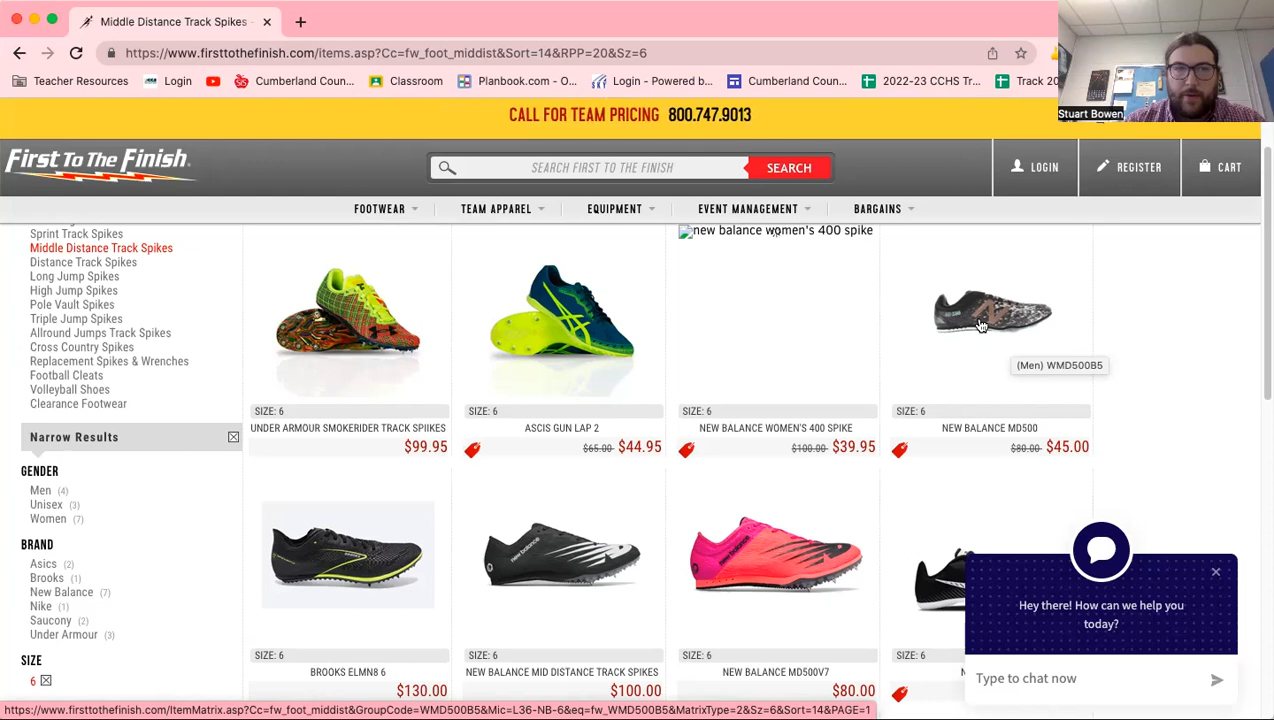 Middle Distance Track Spikes -
https://www.firsttothefinish.com/items.asp?Cc=fw_foot_middist&Sort=14&RPP=20&Sz=6
Teacher Resources
Login
Cumberland Coun...
Classroom
Planbook.com - O...
Login - Powered by...
Cumberland Coun...
2022-23 CCHS Tr...
Track 20
Stuart Bowen
CALL FOR TEAM PRICING 800.747.9013
FIRST TO THE FINISH
SEARCH FIRST TO THE FINISH
SEARCH
LOGIN
REGISTER
CART
FOOTWEAR
TEAM APPAREL
EQUIPMENT
EVENT MANAGEMENT
BARGAINS
Sprint Track Spikes
Middle Distance Track Spikes
Distance Track Spikes
Long Jump Spikes
High Jump Spikes
Pole Vault Spikes
Triple Jump Spikes
Allround Jumps Track Spikes
Cross Country Spikes
Replacement Spikes & Wrenches
Football Cleats
Volleyball Shoes
Clearance Footwear
Narrow Results
GENDER
Men (4)
Unisex (3)
Women (7)
BRAND
Asics (2)
Brooks (1)
New Balance (7)
Nike (1)
Saucony (2)
Under Armour (3)
SIZE
6
new balance women's 400 spike
(Men) WMD500B5
SIZE: 6
SIZE: 6
SIZE: 6
SIZE: 6
UNDER ARMOUR SMOKERIDER TRACK SPIIKES
ASCIS GUN LAP 2
NEW BALANCE WOMEN'S 400 SPIKE
NEW BALANCE MD500
$99.95
$65.00 $44.95
$100.00 $39.95
$80.00 $45.00
new balance
new balance
SIZE: 6
SIZE: 6
SIZE: 6
SIZE: 6
BROOKS ELMN8 6
NEW BALANCE MID DISTANCE TRACK SPIKES
NEW BALANCE MD500V7
$130.00
$100.00
$80.00
Hey there! How can we help you
today?
Type to chat now
https://www.firsttothefinish.com/ItemMatrix.asp?Cc=fw_foot_middist&GroupCode=WMD500B5&Mic=L36-NB-6&eq=fw_WMD500B5&MatrixType=2&Sz=6&Sort=14&PAGE=1